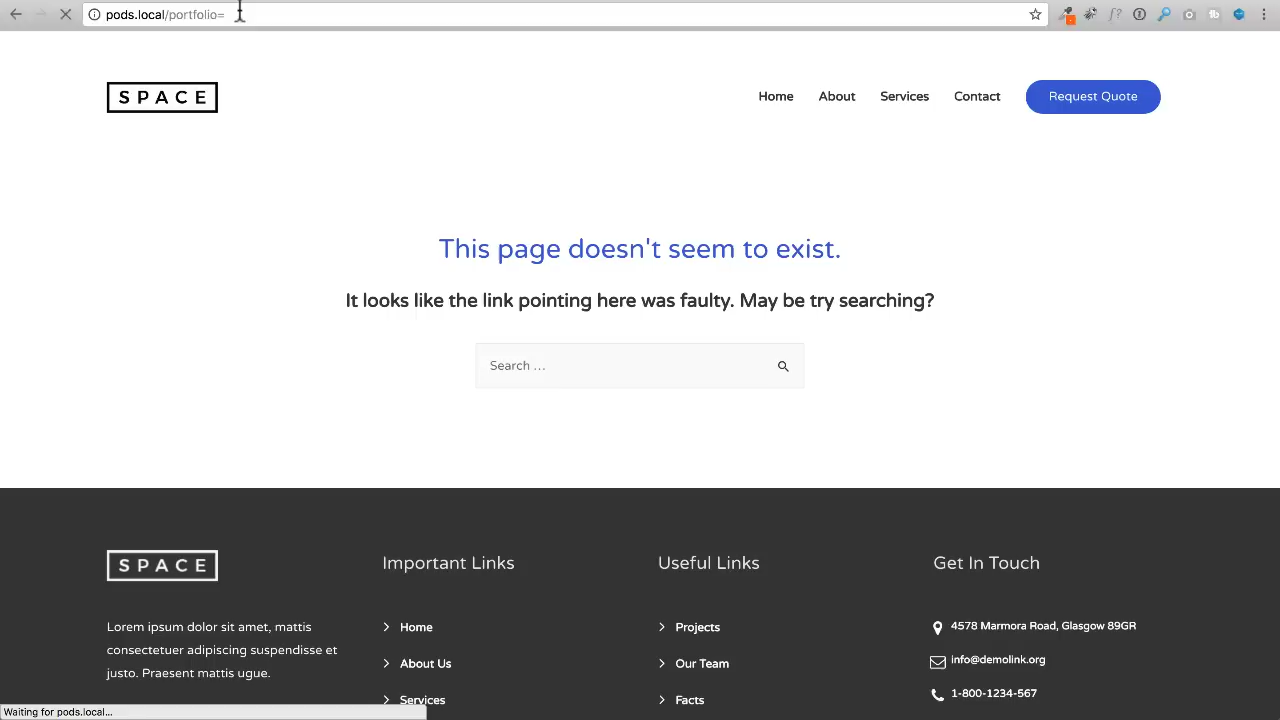 pods.local/portfolio=
SPACE
Home About Services Contact Request Quote
This page doesn't seem to exist.
It looks like the link pointing here was faulty. May be try searching?
Search ...
SPACE
Lorem ipsum dolor sit amet, mattis
consectetuer adipiscing suspendisse et
justo. Praesent mattis ugue.
Important Links
Home
About Us
Services
Useful Links
Projects
Our Team
Facts
Get In Touch
4578 Marmora Road, Glasgow 89GR
info@demolink.org
1-800-1234-567
Waiting for pods.local...